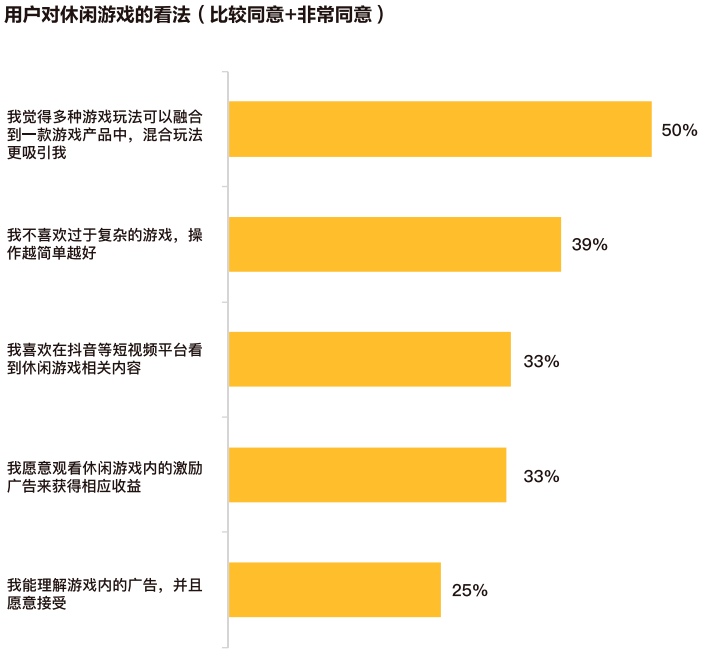 用户对休闲游戏的看法（比较同意+非常同意）
我觉得多种游戏玩法可以融合
到一款游戏产品中，混合玩法
更吸引我
50%
我不喜欢过于复杂的游戏，操
作越简单越好
39%
我喜欢在抖音等短视频平台看
到休闲游戏相关内容
33%
我愿意观看休闲游戏内的激励
广告来获得相应收益
33%
我能理解游戏内的广告，并且
愿意接受
25%